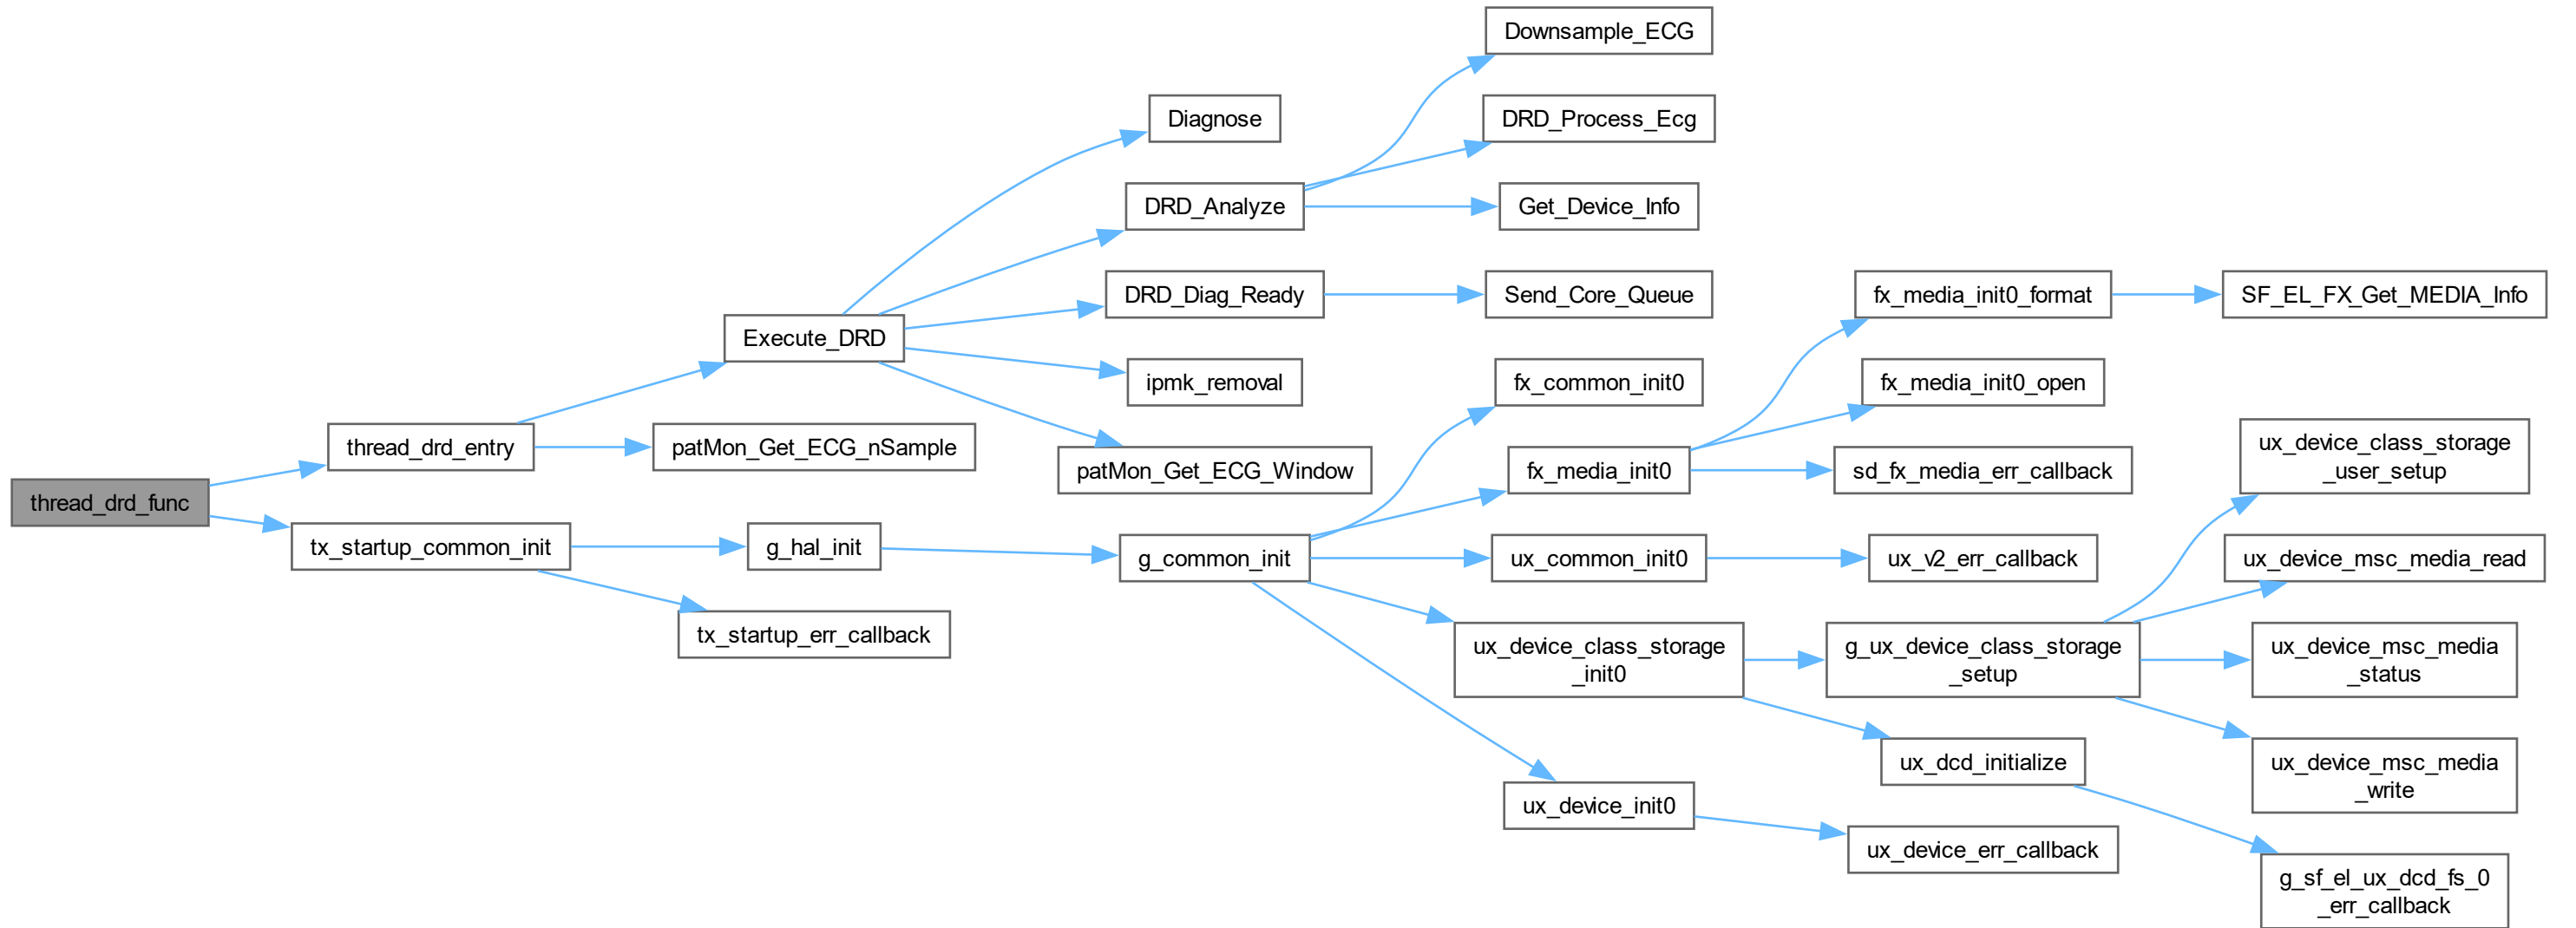 Downsample_ECG
Diagnose
DRD_Process_Ecg
DRD_Analyze
Get_Device_Info
DRD_Diag_Ready
Send_Core_Queue
fx_media_init0_format
SF_EL_FX_Get_MEDIA_Info
Execute_DRD
ipmk_removal
fx_common_init0
fx_media_init0_open
thread_drd_entry
patMon_Get_ECG_nSample
patMon_Get_ECG_Window
fx_media_init0
sd_fx_media_err_callback
ux_device_class_storage
_user_setup
thread_drd_func
tx_startup_common_init
g_hal_init
g_common_init
ux_common_init0
ux_v2_err_callback
ux_device_msc_media_read
tx_startup_err_callback
ux_device_class_storage
_init0
g_ux_device_class_storage
_setup
ux_device_msc_media
_status
ux_dcd_initialize
ux_device_msc_media
_write
ux_device_init0
ux_device_err_callback
g_sf_el_ux_dcd_fs_0
_err_callback